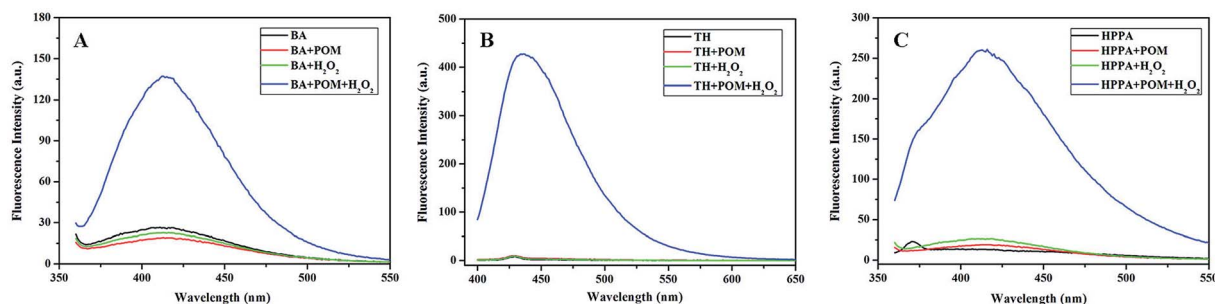 A
BA
BA+POM
BA+H₂O₂
BA+POM+H₂O₂
Fluorescence Intensity (a.u.)
180
150
120
90
60
30
0
350
400
450
500
550
Wavelength (nm)
B
TH
TH+POM
TH+H₂O₂
TH+POM+H₂O₂
Fluorescence Intensity (a.u.)
500
400
300
200
100
0
400
450
500
550
600
650
Wavelength (nm)
C
HPPA
HPPA+POM
HPPA+H₂O₂
HPPA+POM+H₂O₂
Fluorescence Intensity (a.u.)
300
250
200
150
100
50
0
350
400
450
500
550
Wavelength (nm)